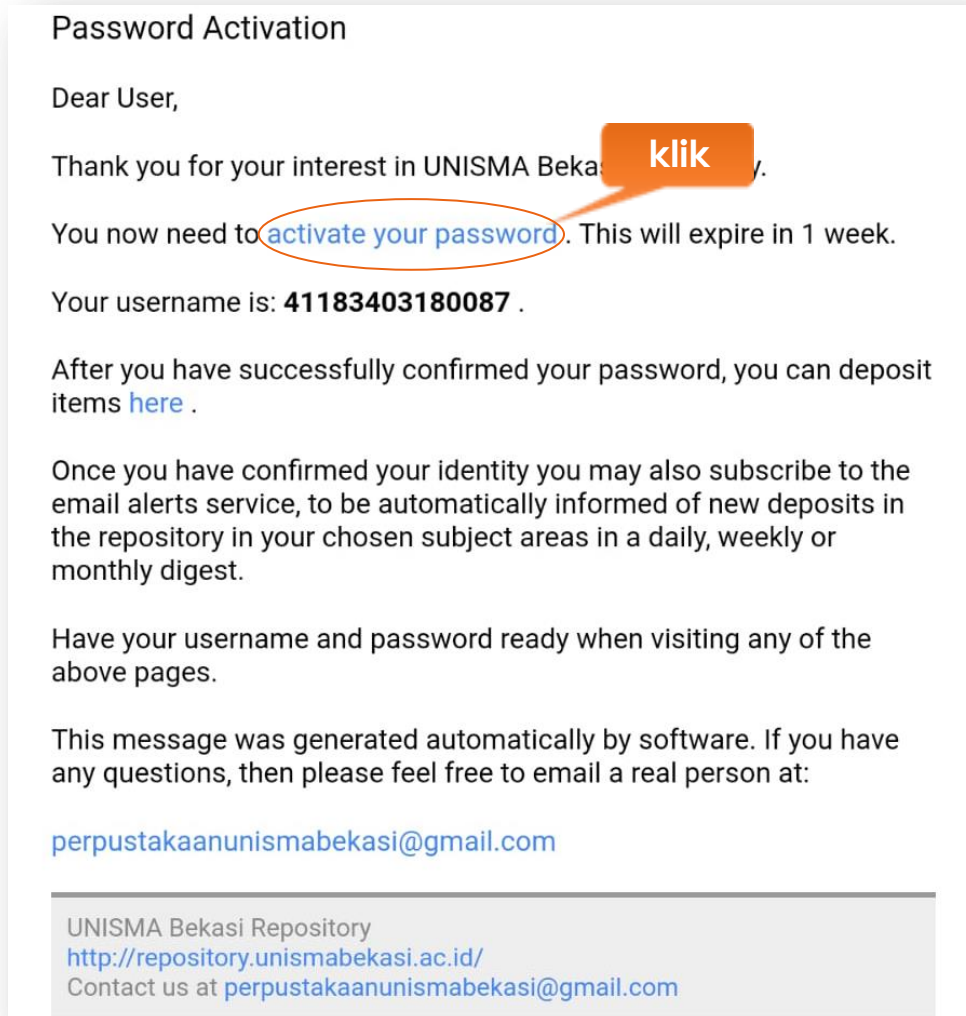 Password Activation
Dear User,
klik
Thank you for your interest in UNISMA
You now need to activate your password . This will expire in 1 week.
Your username is: 41183403180087 .
After you have successfully confirmed your password, you can deposit
items here .
Once you have confirmed your identity you may also subscribe to the
email alerts service, to be automatically informed of new deposits in
the repository in your chosen subject areas in a daily, weekly or
monthly digest.
Have your username and password ready when visiting any of the
above pages.
This message was generated automatically by software. If you have
any questions, then please feel free to email a real person at:
perpustakaanunismabekasi@gmail.com
UNISMA Bekasi Repository
http://repository.unismabekasi.ac.id/
Contact us at perpustakaanunismabekasi@gmail.com